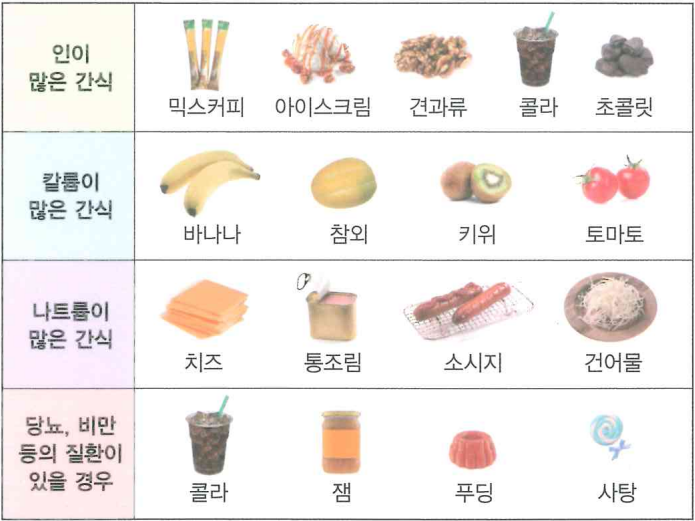 인이
많은 간식
믹스커피 아이스크림 견과류 콜라 초콜릿
칼륨이
많은 간식
바나나 참외 키위 토마토
나트륨이
많은 간식
치즈 통조림 소시지 건어물
당뇨, 비만
등의 질환이
있을 경우
콜라 잼 푸딩 사탕